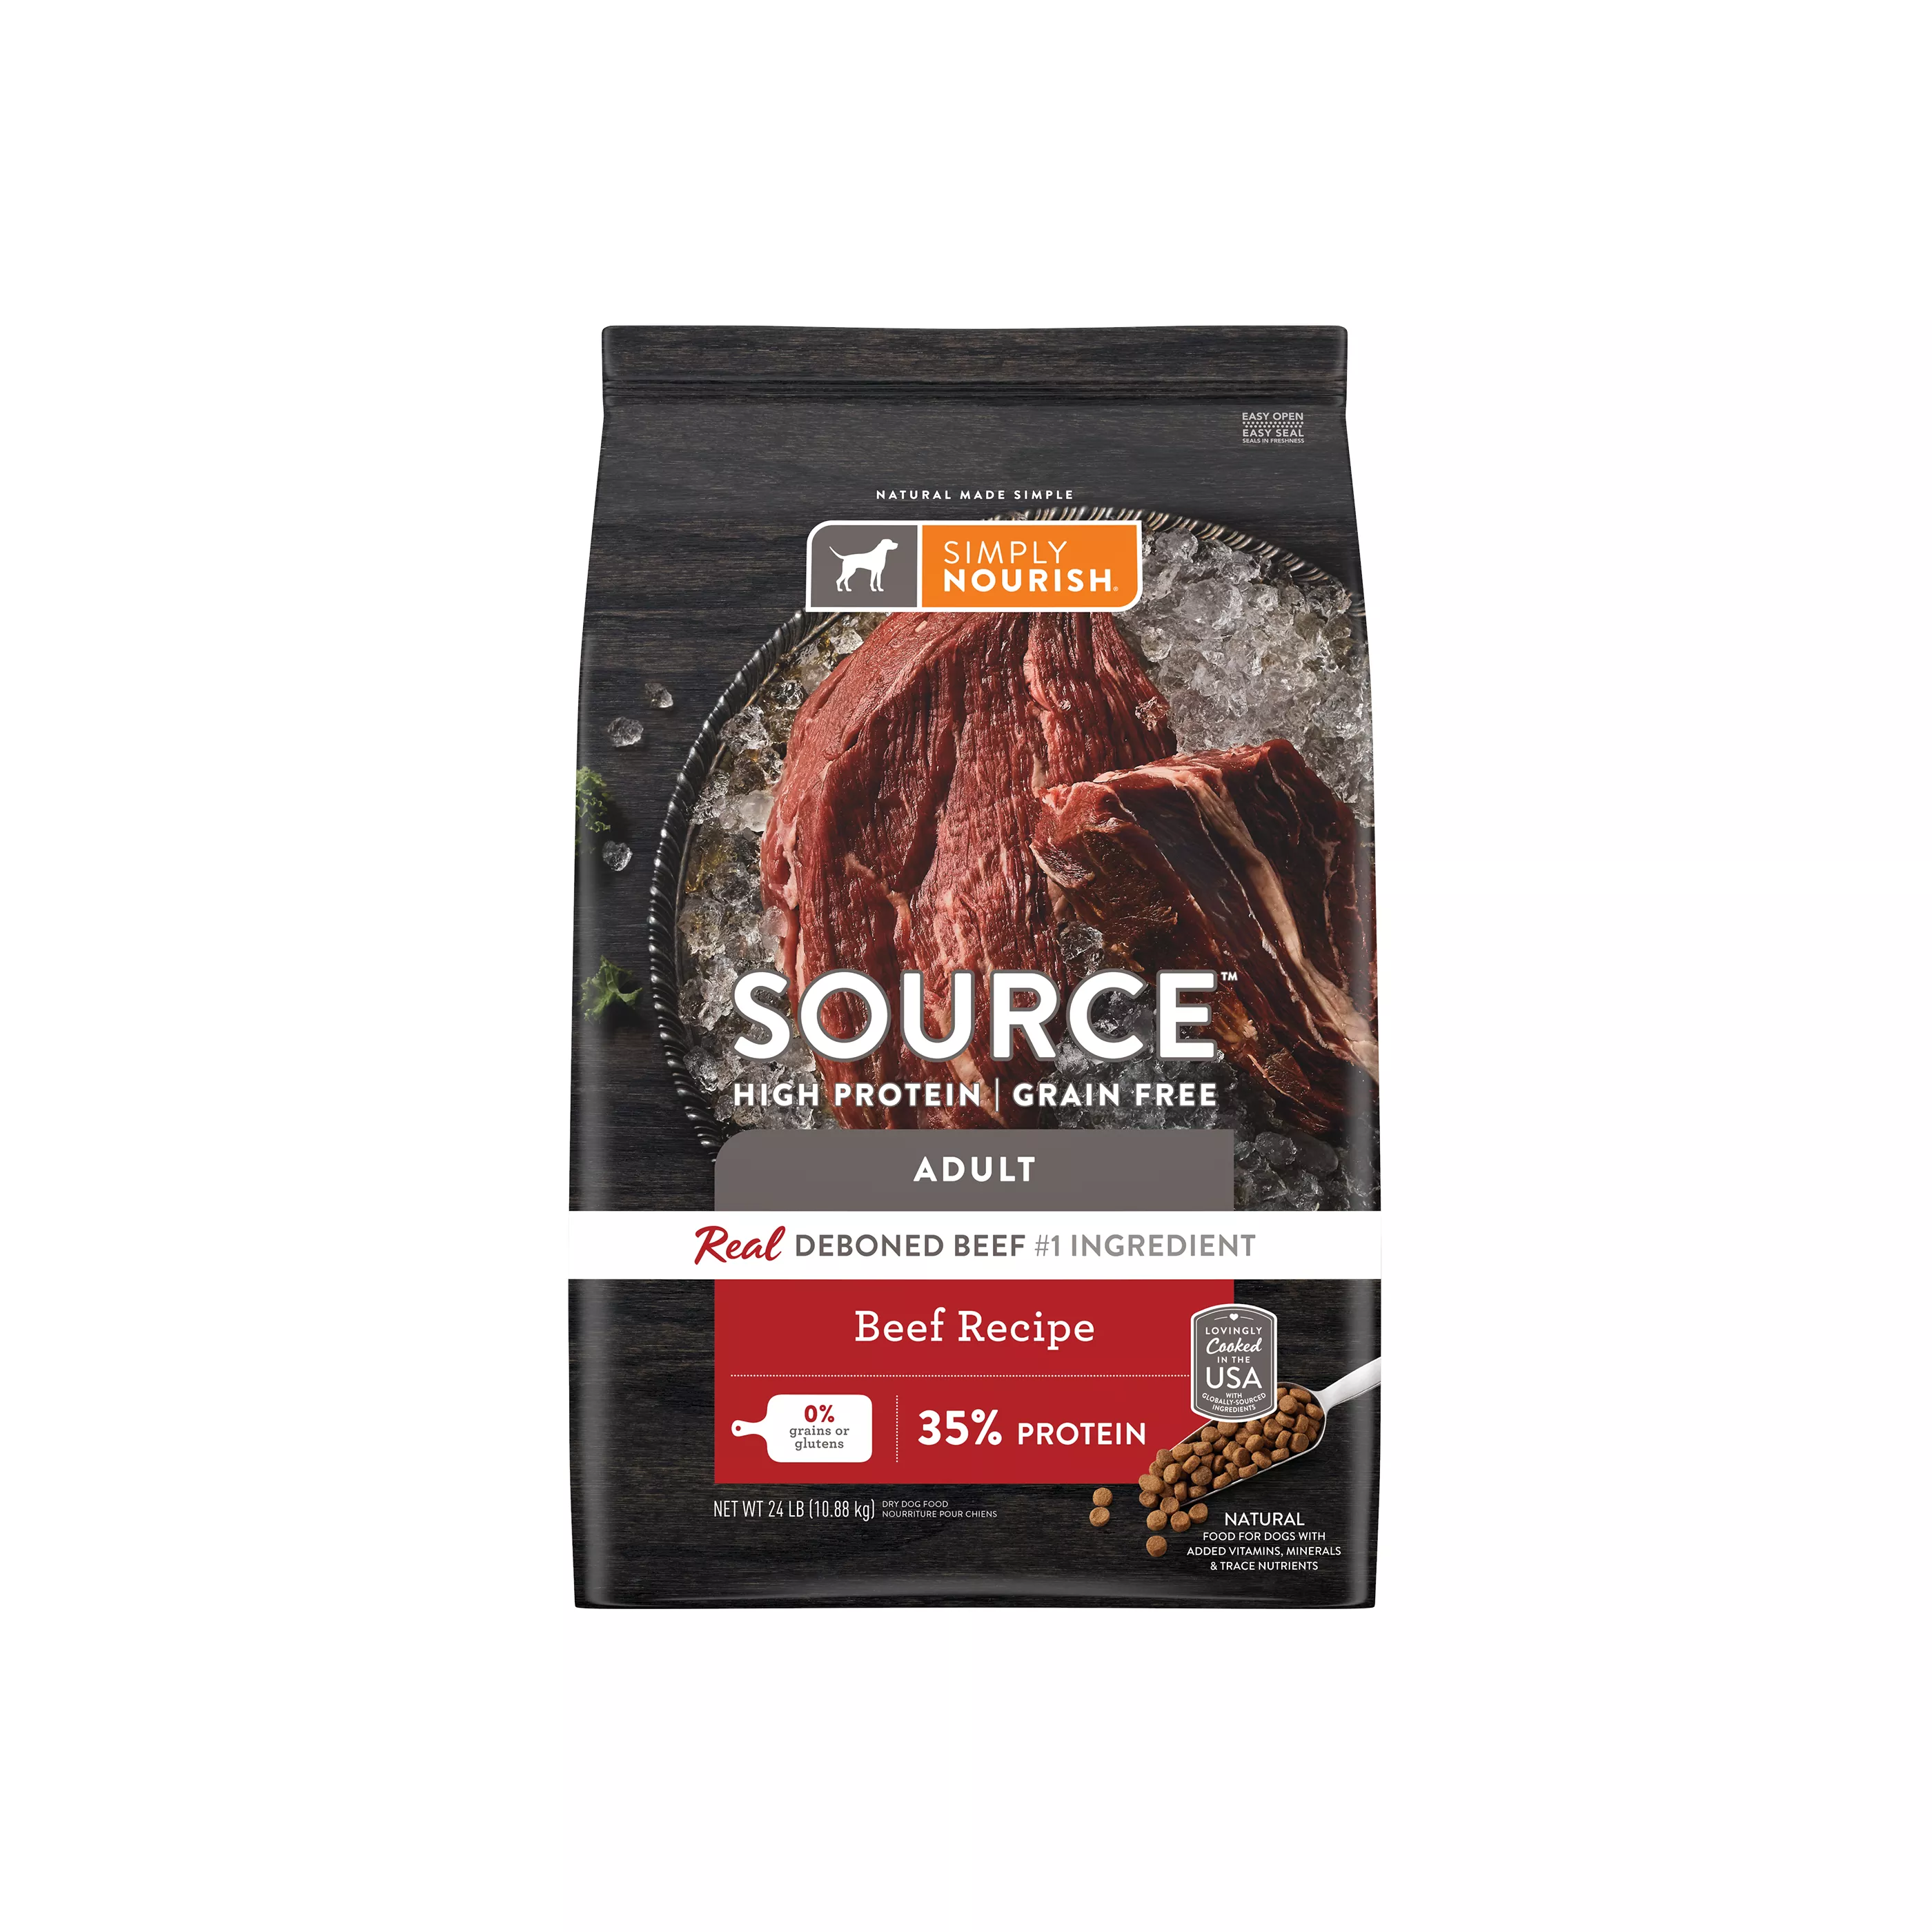 EASY OPEN
EASY SEAL
SEALS IN FRESHNESS
NATURAL MADE SIMPLE
SIMPLY
NOURISH®
SOURCE™
HIGH PROTEIN | GRAIN FREE
ADULT
Real DEBONED BEEF #1 INGREDIENT
Beef Recipe
LOVINGLY
Cooked
IN THE
USA
WITH
GLOBALLY-SOURCED
INGREDIENTS
0%
grains or
glutens
35% PROTEIN
NET WT 24 LB (10.88 kg)
DRY DOG FOOD
NOURRITURE POUR CHIENS
NATURAL
FOOD FOR DOGS WITH
ADDED VITAMINS, MINERALS
& TRACE NUTRIENTS